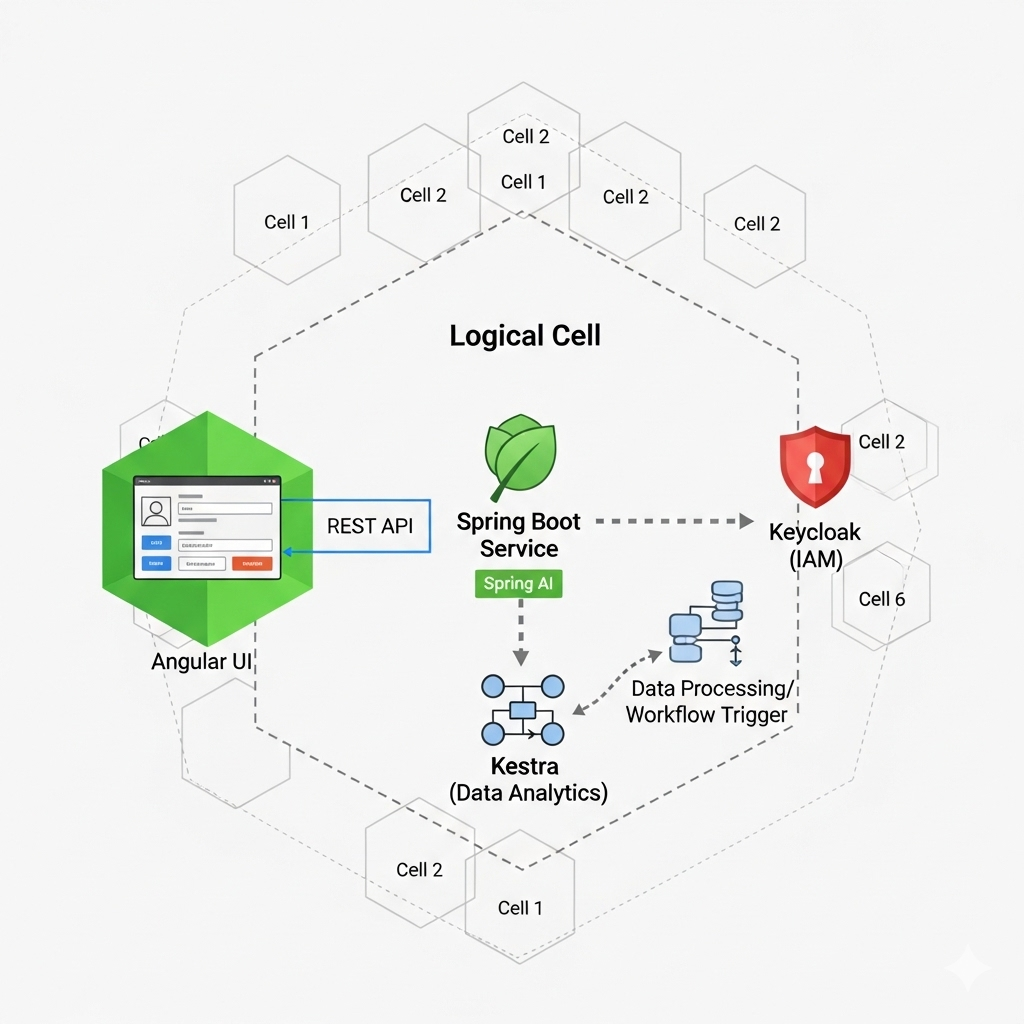 Cell 2
Cell 1
Cell 2
Cell 2
Cell 1
Cell 2
Logical Cell
Cell 2
REST API
Spring Boot
Service
Keycloak
(IAM)
Spring AI
Cell 6
Angular UI
Data Processing/
Workflow Trigger
Kestra
(Data Analytics)
Cell 2
Cell 1